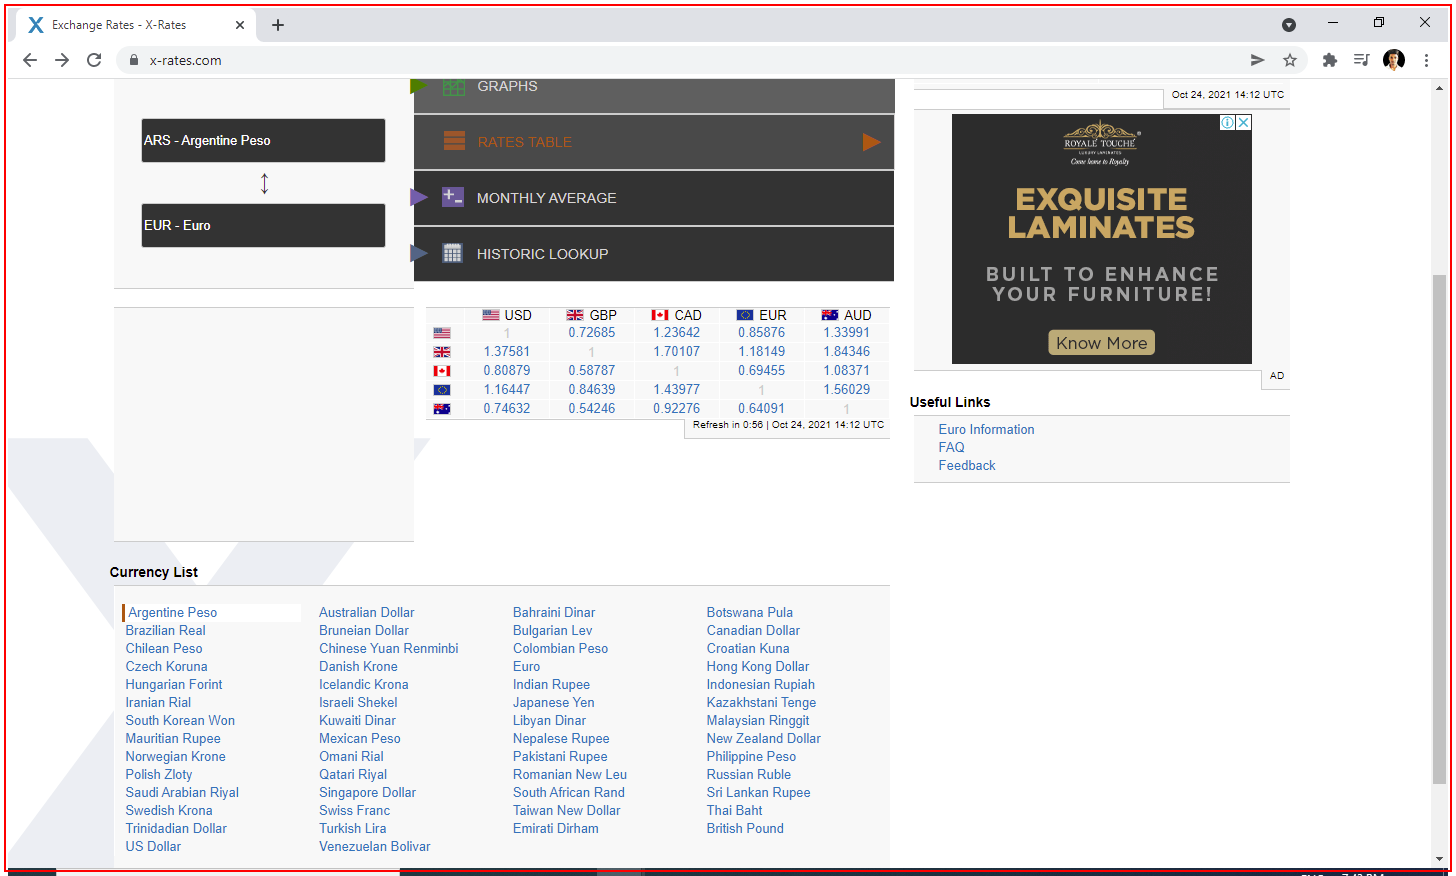 Exchange Rates - X-Rates
x-rates.com
GRAPHS
Oct 24, 2021 14:12 UTC
ARS - Argentine Peso
RATES TABLE
EUR - Euro
MONTHLY AVERAGE
HISTORIC LOOKUP
ROYALE TOUCHE
LUXURY LAMINATES
Come home to Royalty
EXQUISITE
LAMINATES
BUILT TO ENHANCE
YOUR FURNITURE!
Know More
AD
USD GBP CAD EUR AUD
1 0.72685 1.23642 0.85876 1.33991
1.37581 1 1.70107 1.18149 1.84346
0.80879 0.58787 1 0.69455 1.08371
1.16447 0.84639 1.43977 1 1.56029
0.74632 0.54246 0.92276 0.64091 1
Refresh in 0:56 | Oct 24, 2021 14:12 UTC
Useful Links
Euro Information
FAQ
Feedback
Currency List
Argentine Peso Australian Dollar Bahraini Dinar Botswana Pula
Brazilian Real Bruneian Dollar Bulgarian Lev Canadian Dollar
Chilean Peso Chinese Yuan Renminbi Colombian Peso Croatian Kuna
Czech Koruna Danish Krone Euro Hong Kong Dollar
Hungarian Forint Icelandic Krona Indian Rupee Indonesian Rupiah
Iranian Rial Israeli Shekel Japanese Yen Kazakhstani Tenge
South Korean Won Kuwaiti Dinar Libyan Dinar Malaysian Ringgit
Mauritian Rupee Mexican Peso Nepalese Rupee New Zealand Dollar
Norwegian Krone Omani Rial Pakistani Rupee Philippine Peso
Polish Zloty Qatari Riyal Romanian New Leu Russian Ruble
Saudi Arabian Riyal Singapore Dollar South African Rand Sri Lankan Rupee
Swedish Krona Swiss Franc Taiwan New Dollar Thai Baht
Trinidadian Dollar Turkish Lira Emirati Dirham British Pound
US Dollar Venezuelan Bolivar